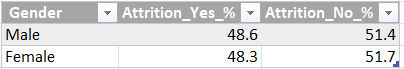 Gender Attrition_Yes_% Attrition_No_%
Male 48.6 51.4
Female 48.3 51.7